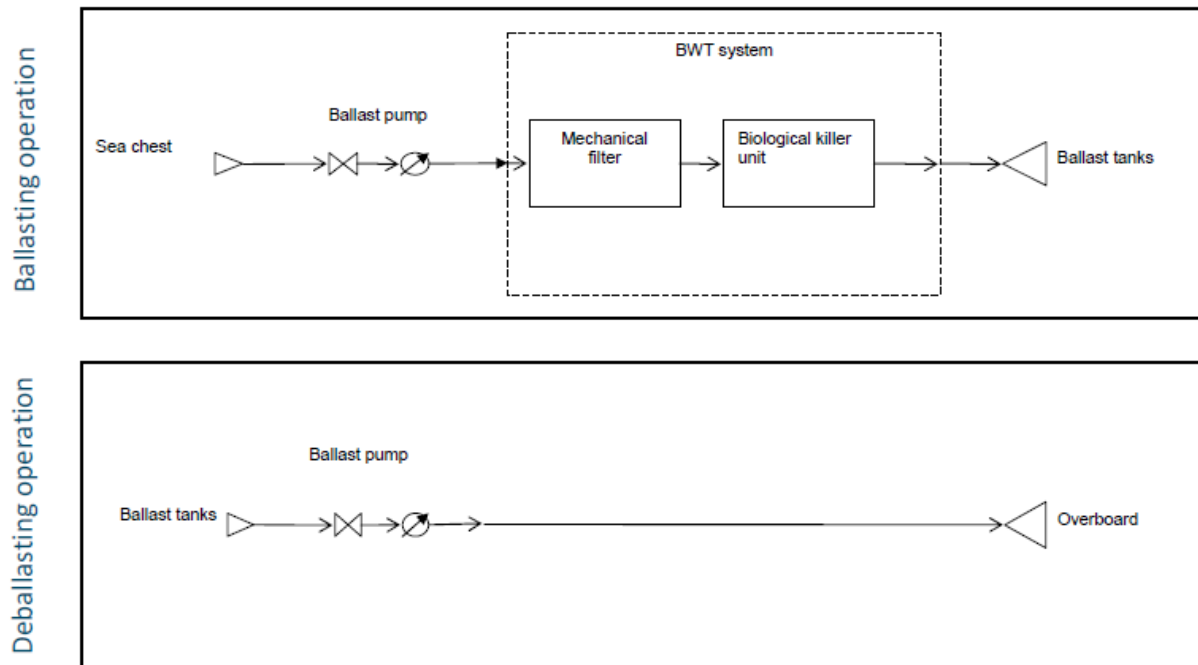 Ballasting operation
BWT system
Ballast pump
Sea chest
Mechanical
filter
Biological killer
unit
Ballast tanks
Deballasting operation
Ballast pump
Ballast tanks
Overboard